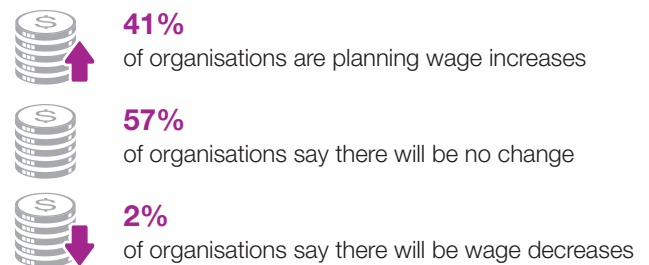 $
41%
of organisations are planning wage increases
$
57%
of organisations say there will be no change
$
2%
of organisations say there will be wage decreases